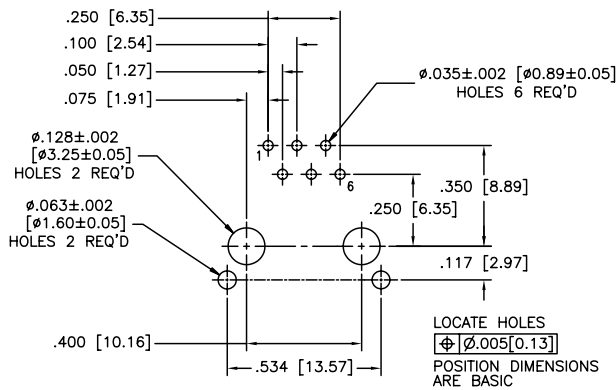 .250 [6.35]
.100 [2.54]
.050 [1.27]
.075 [1.91]
ø.035±.002 [ø0.89±0.05]
HOLES 6 REQ'D
ø.128±.002
[ø3.25±0.05]
HOLES 2 REQ'D
1
6
.350 [8.89]
.250 [6.35]
ø.063±.002
[ø1.60±0.05]
HOLES 2 REQ'D
.117 [2.97]
.400 [10.16]
.534 [13.57]
LOCATE HOLES
⌖ Ø.005[0.13]
POSITION DIMENSIONS
ARE BASIC